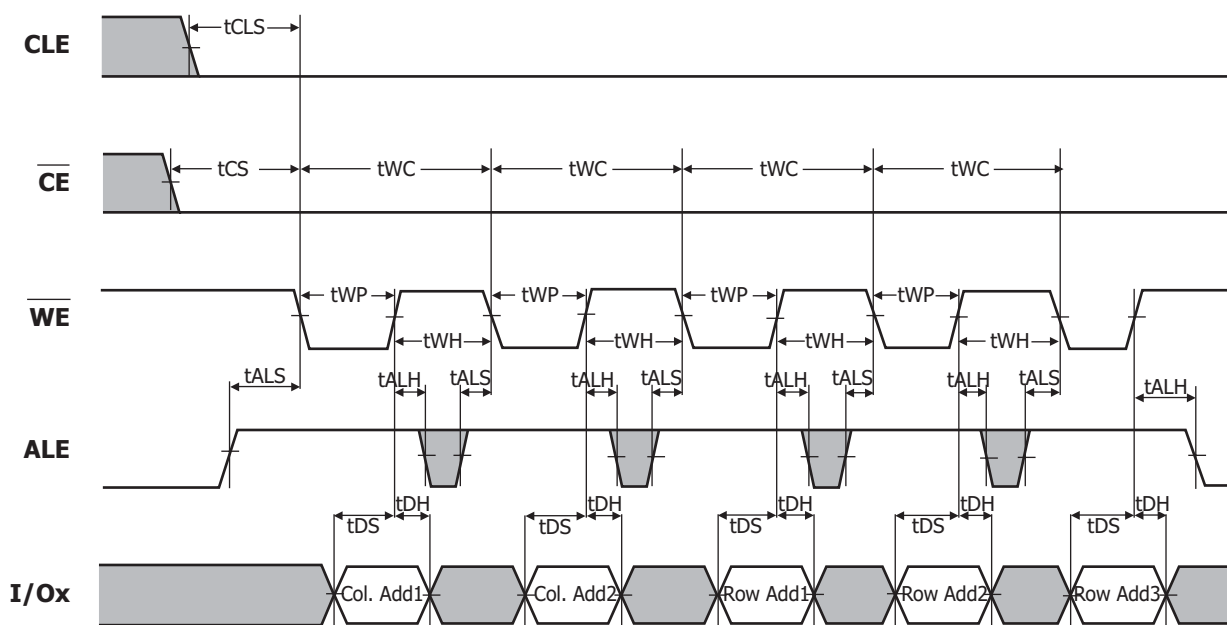 CLE
tCLS
CE
tCS tWC tWC tWC tWC
WE
tWP tWP tWP tWP
tWH tWH tWH tWH
ALE
tALS tALH tALS tALH tALS tALH tALS tALH tALS tALH
tDS tDH tDS tDH tDS tDH tDS tDH tDS tDH
I/Ox
Col. Add1 Col. Add2 Row Add1 Row Add2 Row Add3